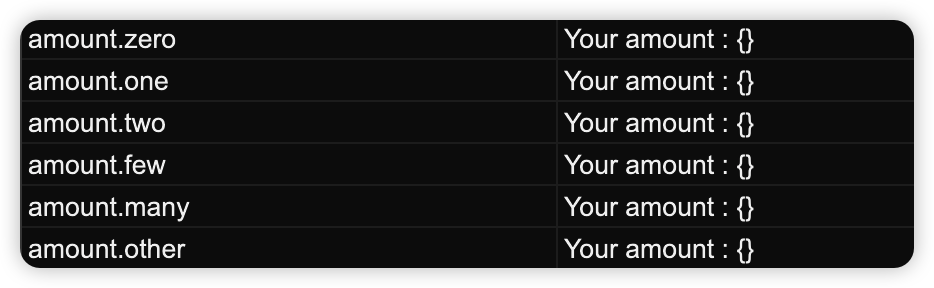 amount.zero Your amount : {}
amount.one Your amount : {}
amount.two Your amount : {}
amount.few Your amount : {}
amount.many Your amount : {}
amount.other Your amount : {}